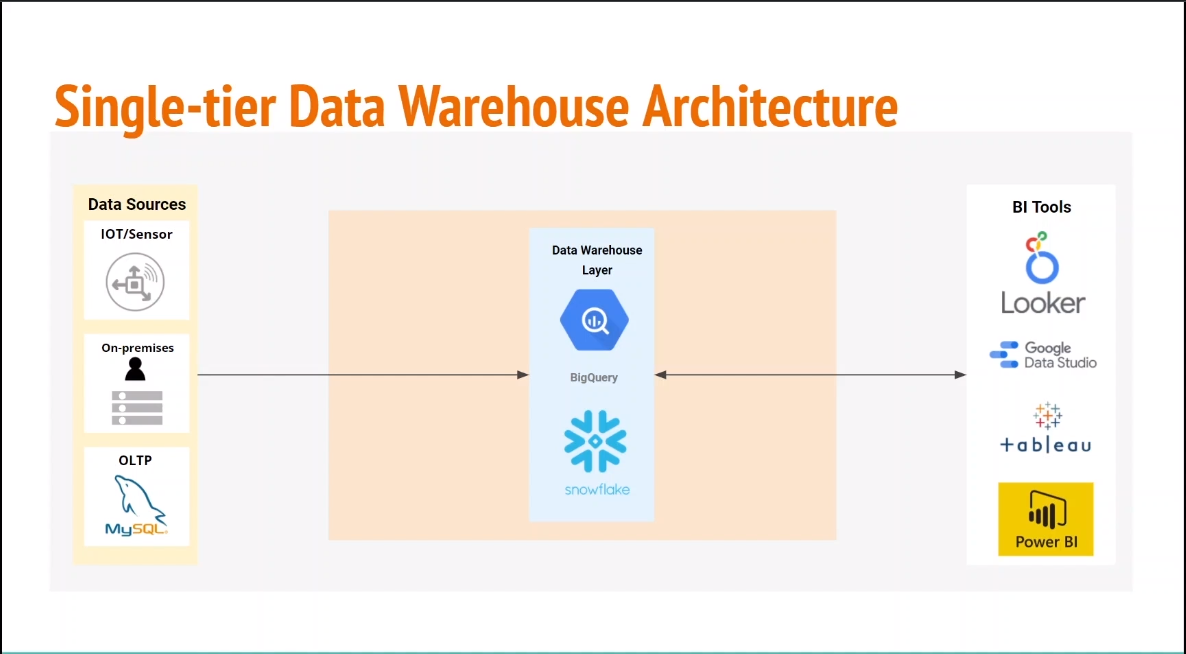 Single-tier Data Warehouse Architecture
Data Sources
IOT/Sensor
On-premises
OLTP
MySQL
Data Warehouse
Layer
BigQuery
snowflake
BI Tools
Looker
Google
Data Studio
+ableau
Power BI